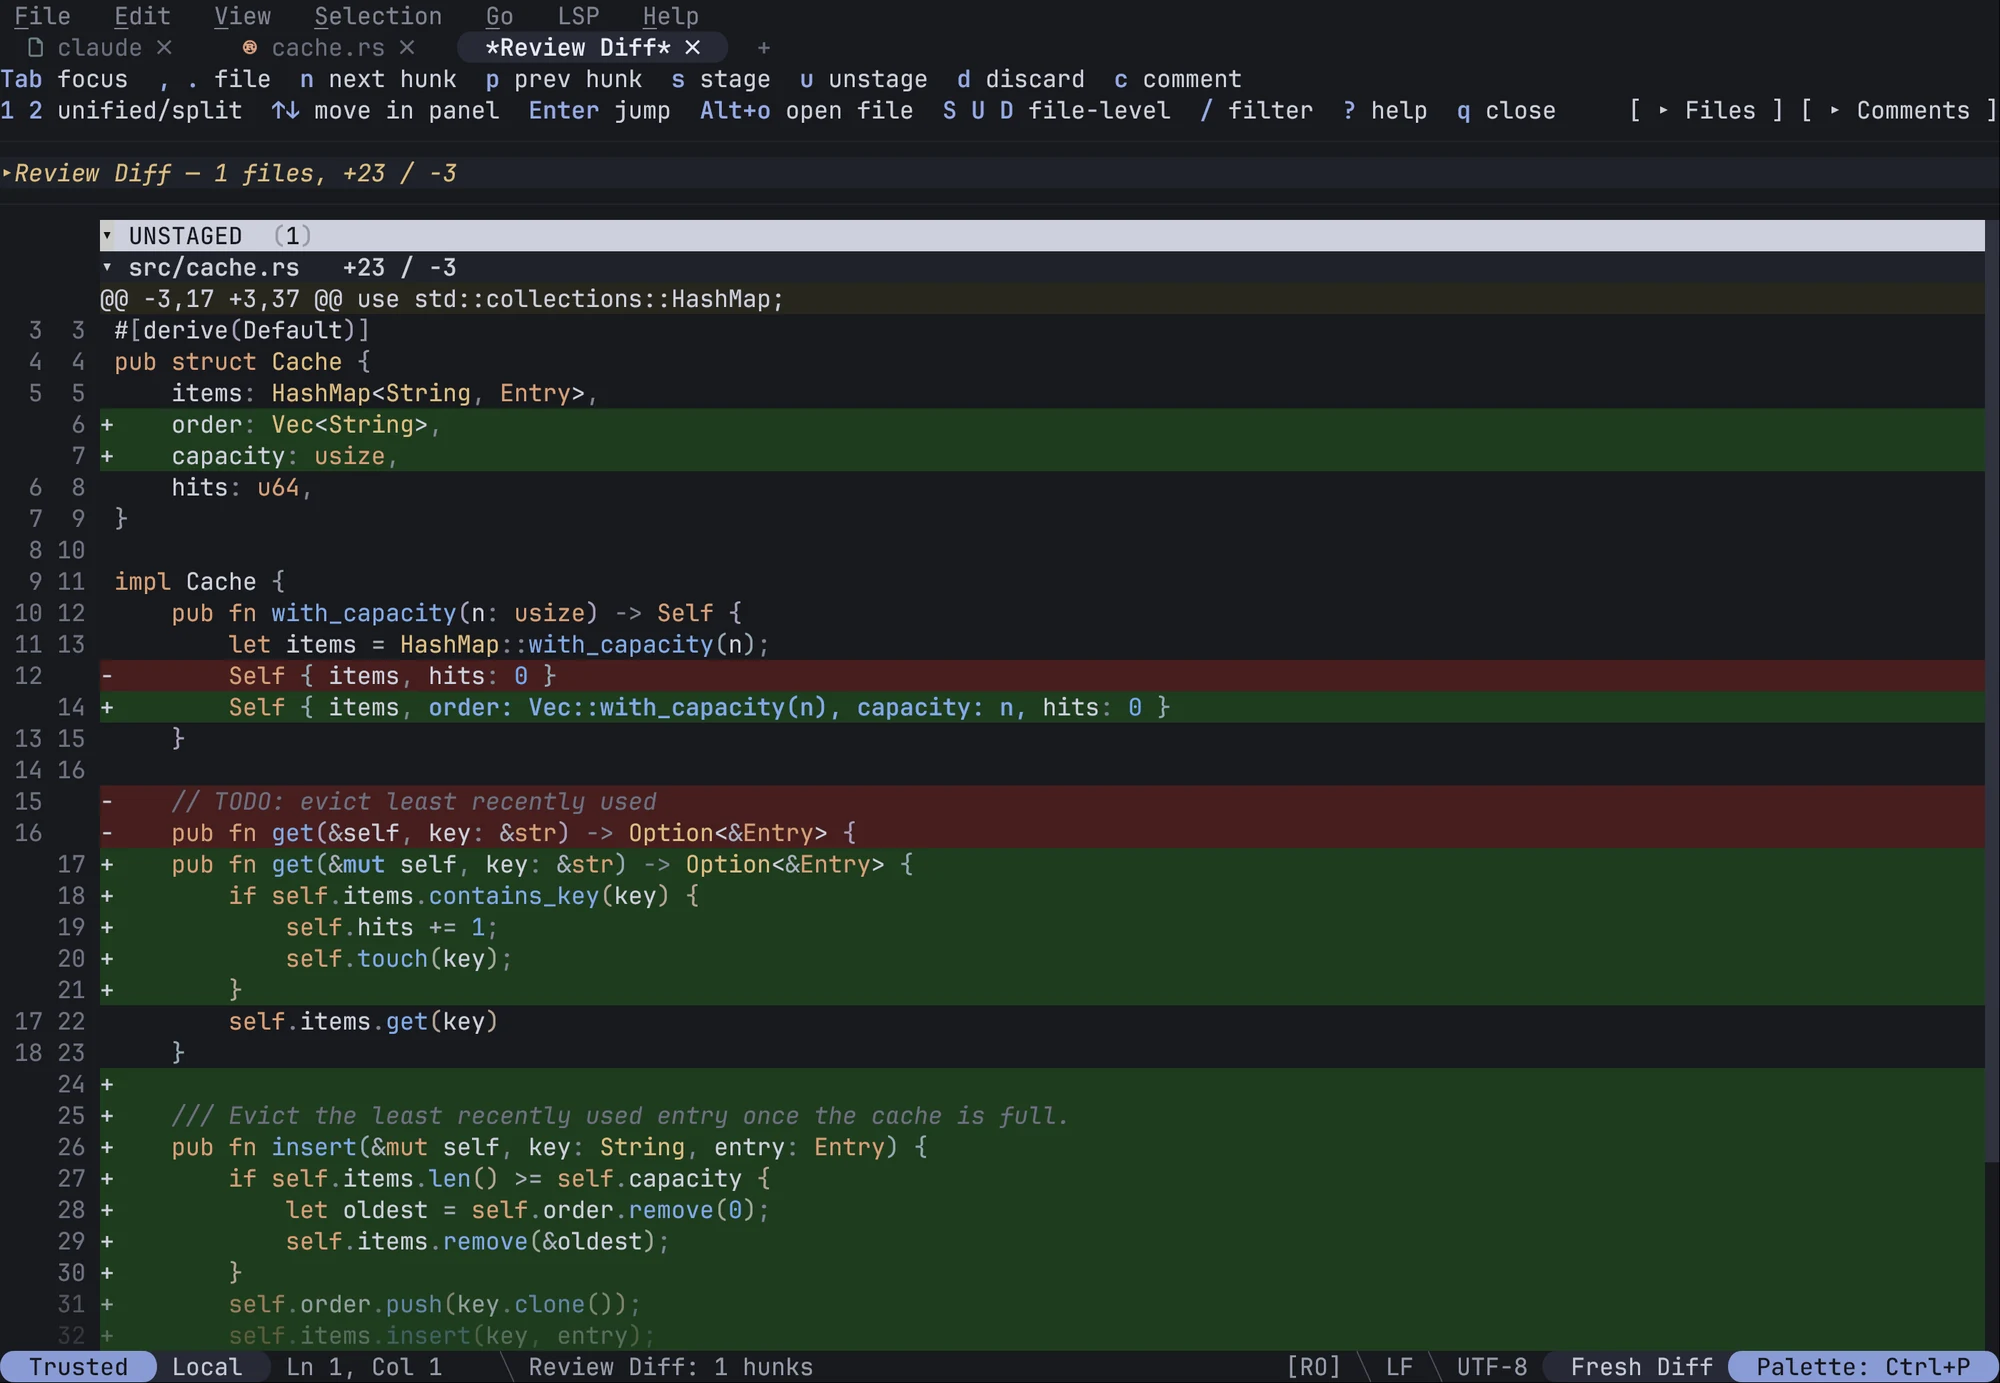 File Edit View Selection Go LSP Help
claude × cache.rs × *Review Diff* × +
Tab focus , . file n next hunk p prev hunk s stage u unstage d discard c comment
1 2 unified/split ↑↓ move in panel Enter jump Alt+o open file S U D file-level / filter ? help q close [ ▸ Files ] [ ▸ Comments ]
▸Review Diff — 1 files, +23 / -3
▾ UNSTAGED (1)
▾ src/cache.rs +23 / -3
@@ -3,17 +3,37 @@ use std::collections::HashMap;
3 3 #[derive(Default)]
4 4 pub struct Cache {
5 5 items: HashMap<String, Entry>,
6 + order: Vec<String>,
7 + capacity: usize,
6 8 hits: u64,
7 9 }
8 10
9 11 impl Cache {
10 12 pub fn with_capacity(n: usize) -> Self {
11 13 let items = HashMap::with_capacity(n);
12 - Self { items, hits: 0 }
14 + Self { items, order: Vec::with_capacity(n), capacity: n, hits: 0 }
13 15 }
14 16
15 - // TODO: evict least recently used
16 - pub fn get(&self, key: &str) -> Option<&Entry> {
17 + pub fn get(&mut self, key: &str) -> Option<&Entry> {
18 + if self.items.contains_key(key) {
19 + self.hits += 1;
20 + self.touch(key);
21 + }
17 22 self.items.get(key)
18 23 }
24 +
25 + /// Evict the least recently used entry once the cache is full.
26 + pub fn insert(&mut self, key: String, entry: Entry) {
27 + if self.items.len() >= self.capacity {
28 + let oldest = self.order.remove(0);
29 + self.items.remove(&oldest);
30 + }
31 + self.order.push(key.clone());
32 + self.items.insert(key, entry);
Trusted Local Ln 1, Col 1 Review Diff: 1 hunks [RO] LF UTF-8 Fresh Diff Palette: Ctrl+P